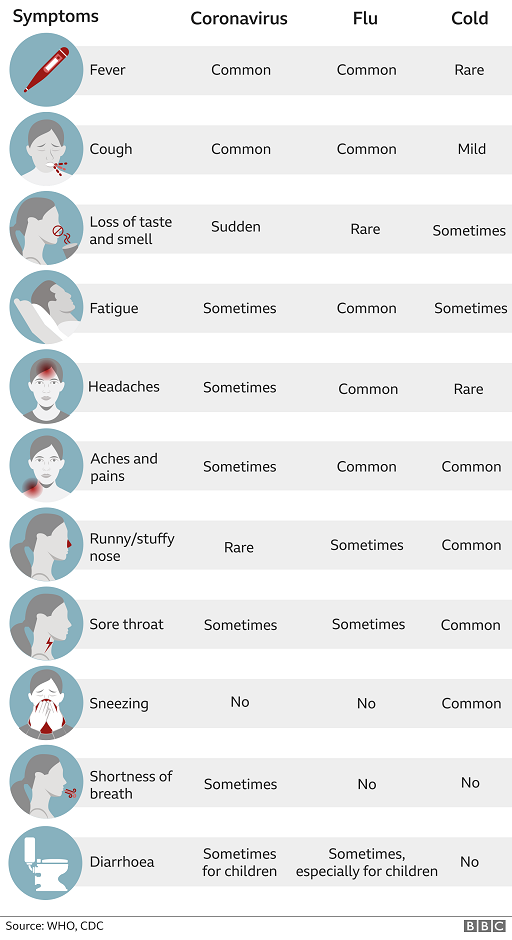 Symptoms Coronavirus Flu Cold
Fever Common Common Rare
Cough Common Common Mild
Loss of taste
and smell Sudden Rare Sometimes
Fatigue Sometimes Common Sometimes
Headaches Sometimes Common Rare
Aches and
pains Sometimes Common Common
Runny/stuffy
nose Rare Sometimes Common
Sore throat Sometimes Sometimes Common
Sneezing No No Common
Shortness of
breath Sometimes No No
Diarrhoea Sometimes
for children Sometimes,
especially for children No
Source: WHO, CDC BBC